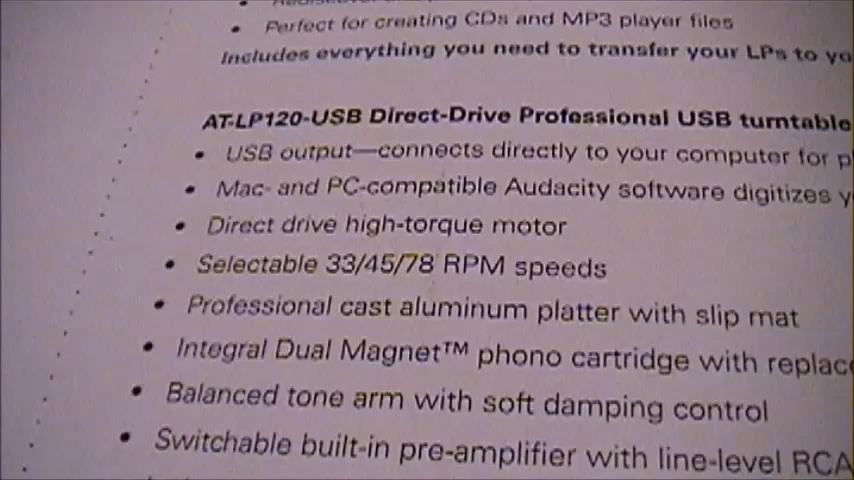 • Perfect for creating CDs and MP3 player files
Includes everything you need to transfer your LPs to yo
AT-LP120-USB Direct-Drive Professional USB turntable
• USB output—connects directly to your computer for p
• Mac- and PC-compatible Audacity software digitizes y
• Direct drive high-torque motor
• Selectable 33/45/78 RPM speeds
• Professional cast aluminum platter with slip mat
• Integral Dual Magnet™ phono cartridge with replace
• Balanced tone arm with soft damping control
• Switchable built-in pre-amplifier with line-level RCA